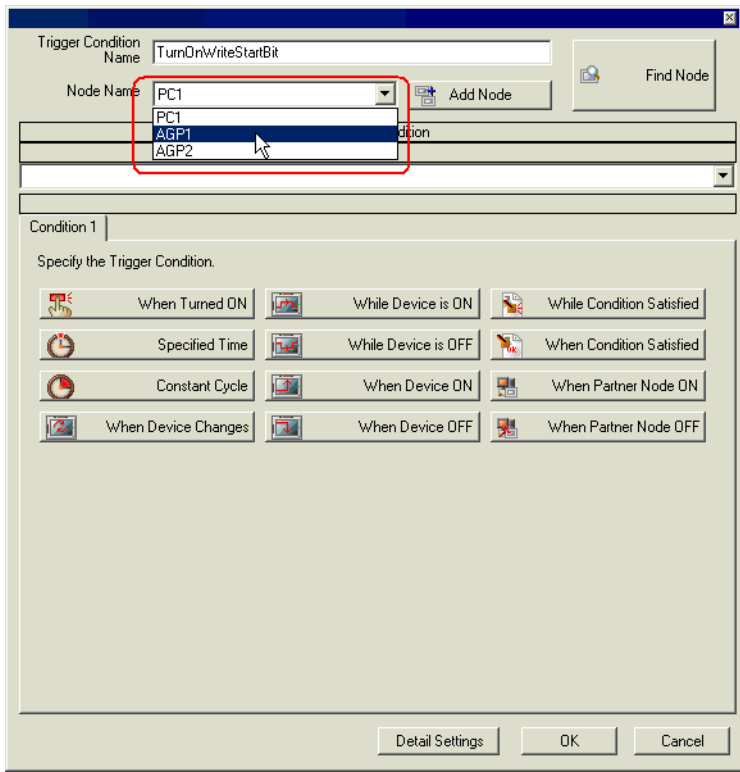 Trigger Condition
Name
TurnOnWriteStartBit
Find Node
Node Name
PC1
Add Node
PC1
AGP1
dition
AGP2
Condition 1
Specify the Trigger Condition.
When Turned ON
While Device is ON
While Condition Satisfied
Specified Time
While Device is OFF
When Condition Satisfied
Constant Cycle
When Device ON
When Partner Node ON
When Device Changes
When Device OFF
When Partner Node OFF
Detail Settings
OK
Cancel